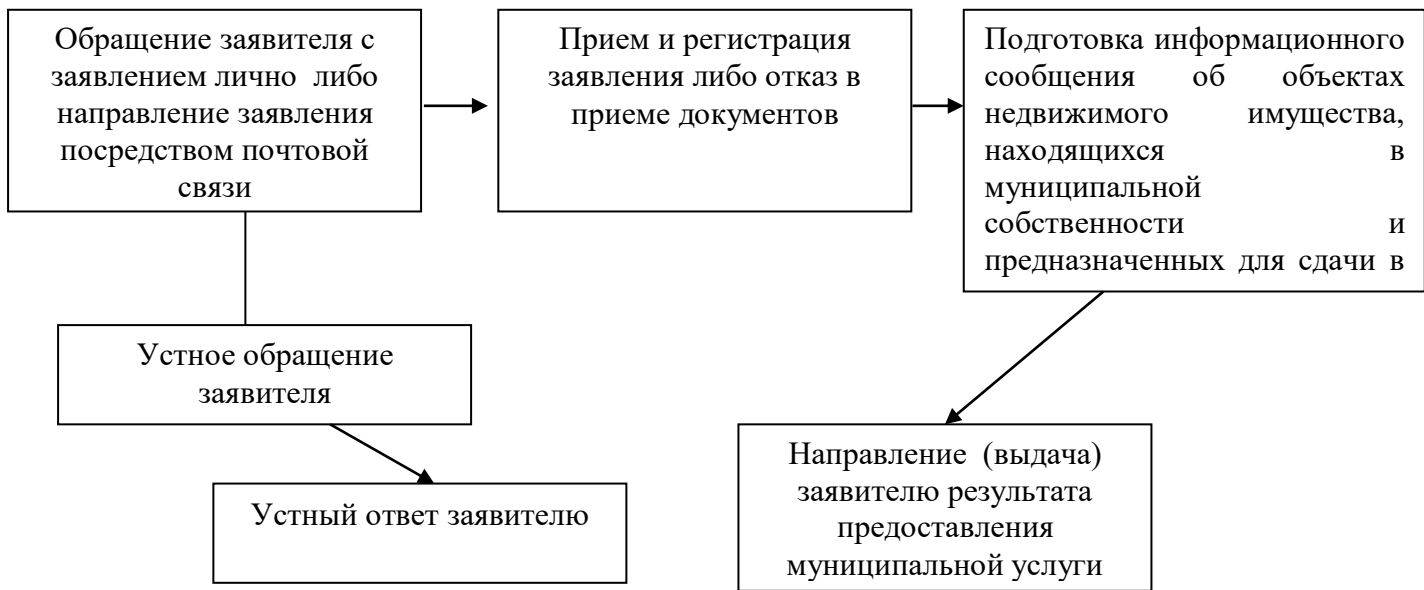 Обращение заявителя с
заявлением лично либо
направление заявления
посредством почтовой
связи
Прием и регистрация
заявления либо отказ в
приеме документов
Подготовка информационного
сообщения об объектах
недвижимого имущества,
находящихся в
муниципальной
собственности и
предназначенных для сдачи в
Устное обращение
заявителя
Устный ответ заявителю
Направление (выдача)
заявителю результата
предоставления
муниципальной услуги